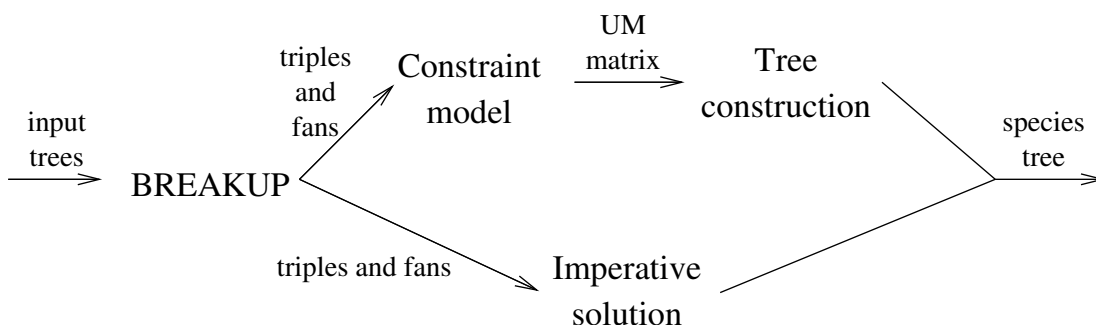 input
trees
BREAKUP
triples
and
fans
Constraint
model
UM
matrix
Tree
construction
triples and fans
Imperative
solution
species
tree